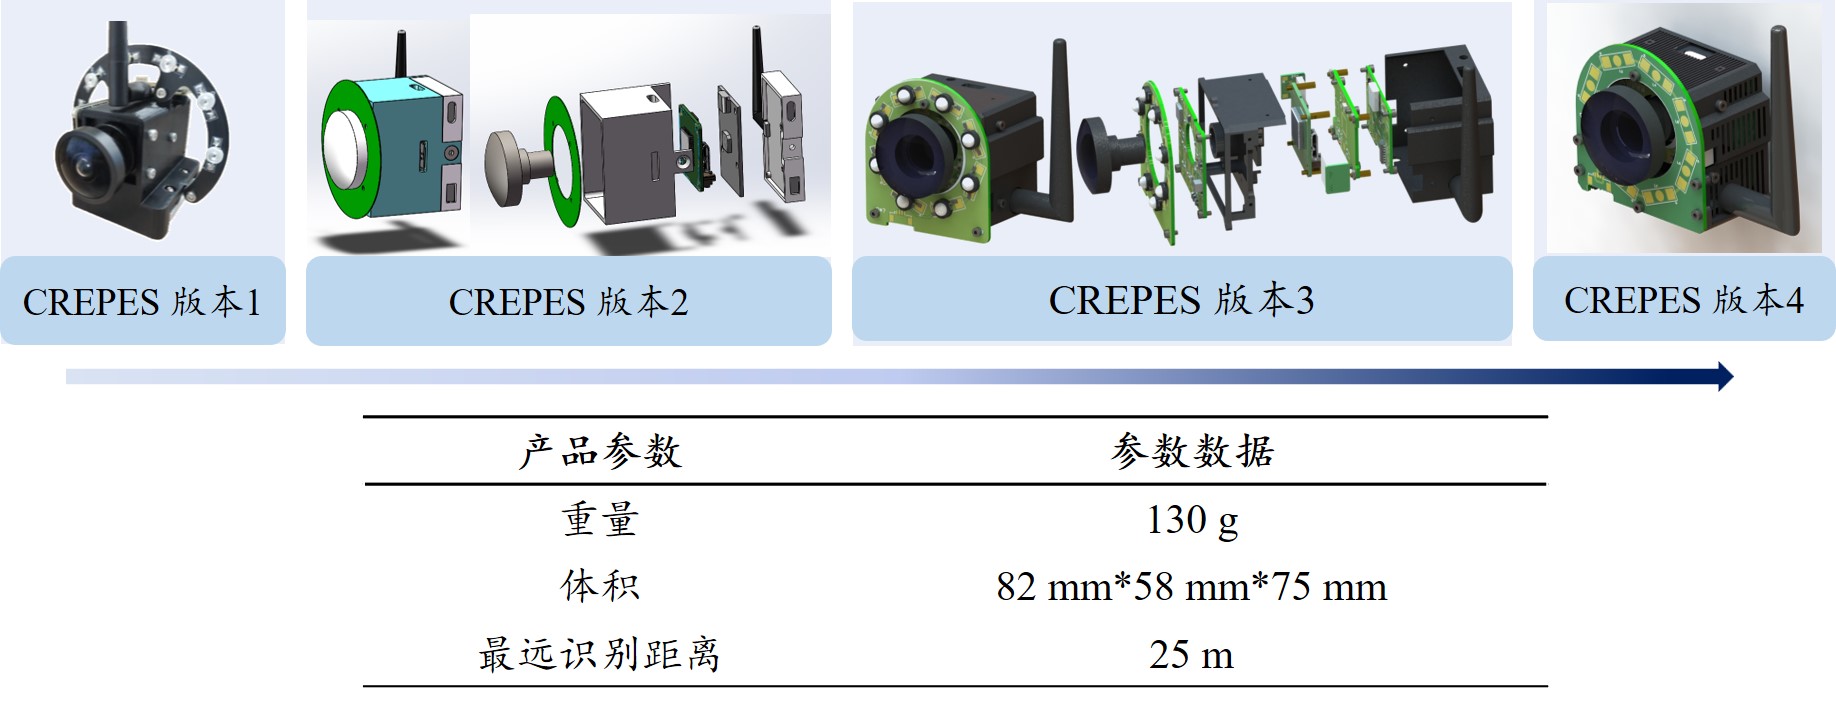 CREPES 版本1
CREPES 版本2
CREPES 版本3
CREPES 版本4
产品参数 参数数据
重量 130 g
体积 82 mm*58 mm*75 mm
最远识别距离 25 m